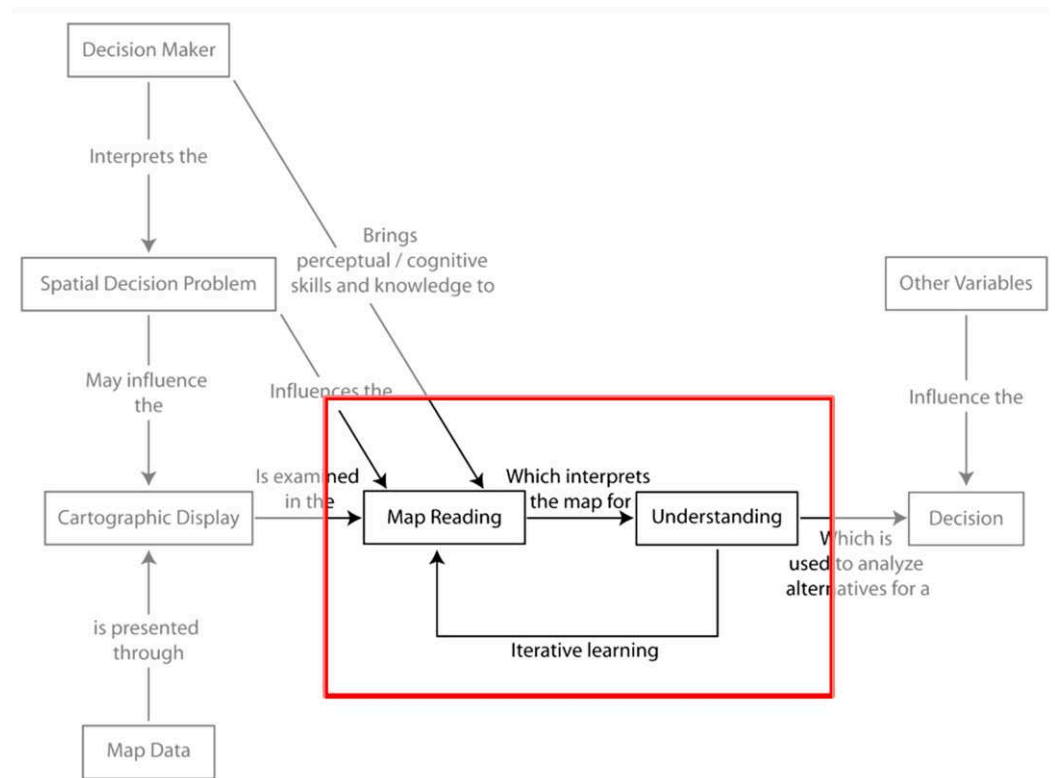 Decision Maker
Interprets the
Brings
perceptual / cognitive
skills and knowledge to
Spatial Decision Problem
Other Variables
May influence
the
Influences the
Influence the
Is examined
in the
Which interprets
the map for
Cartographic Display
Map Reading
Understanding
Decision
Which is
used to analyze
alternatives for a
is presented
through
Iterative learning
Map Data